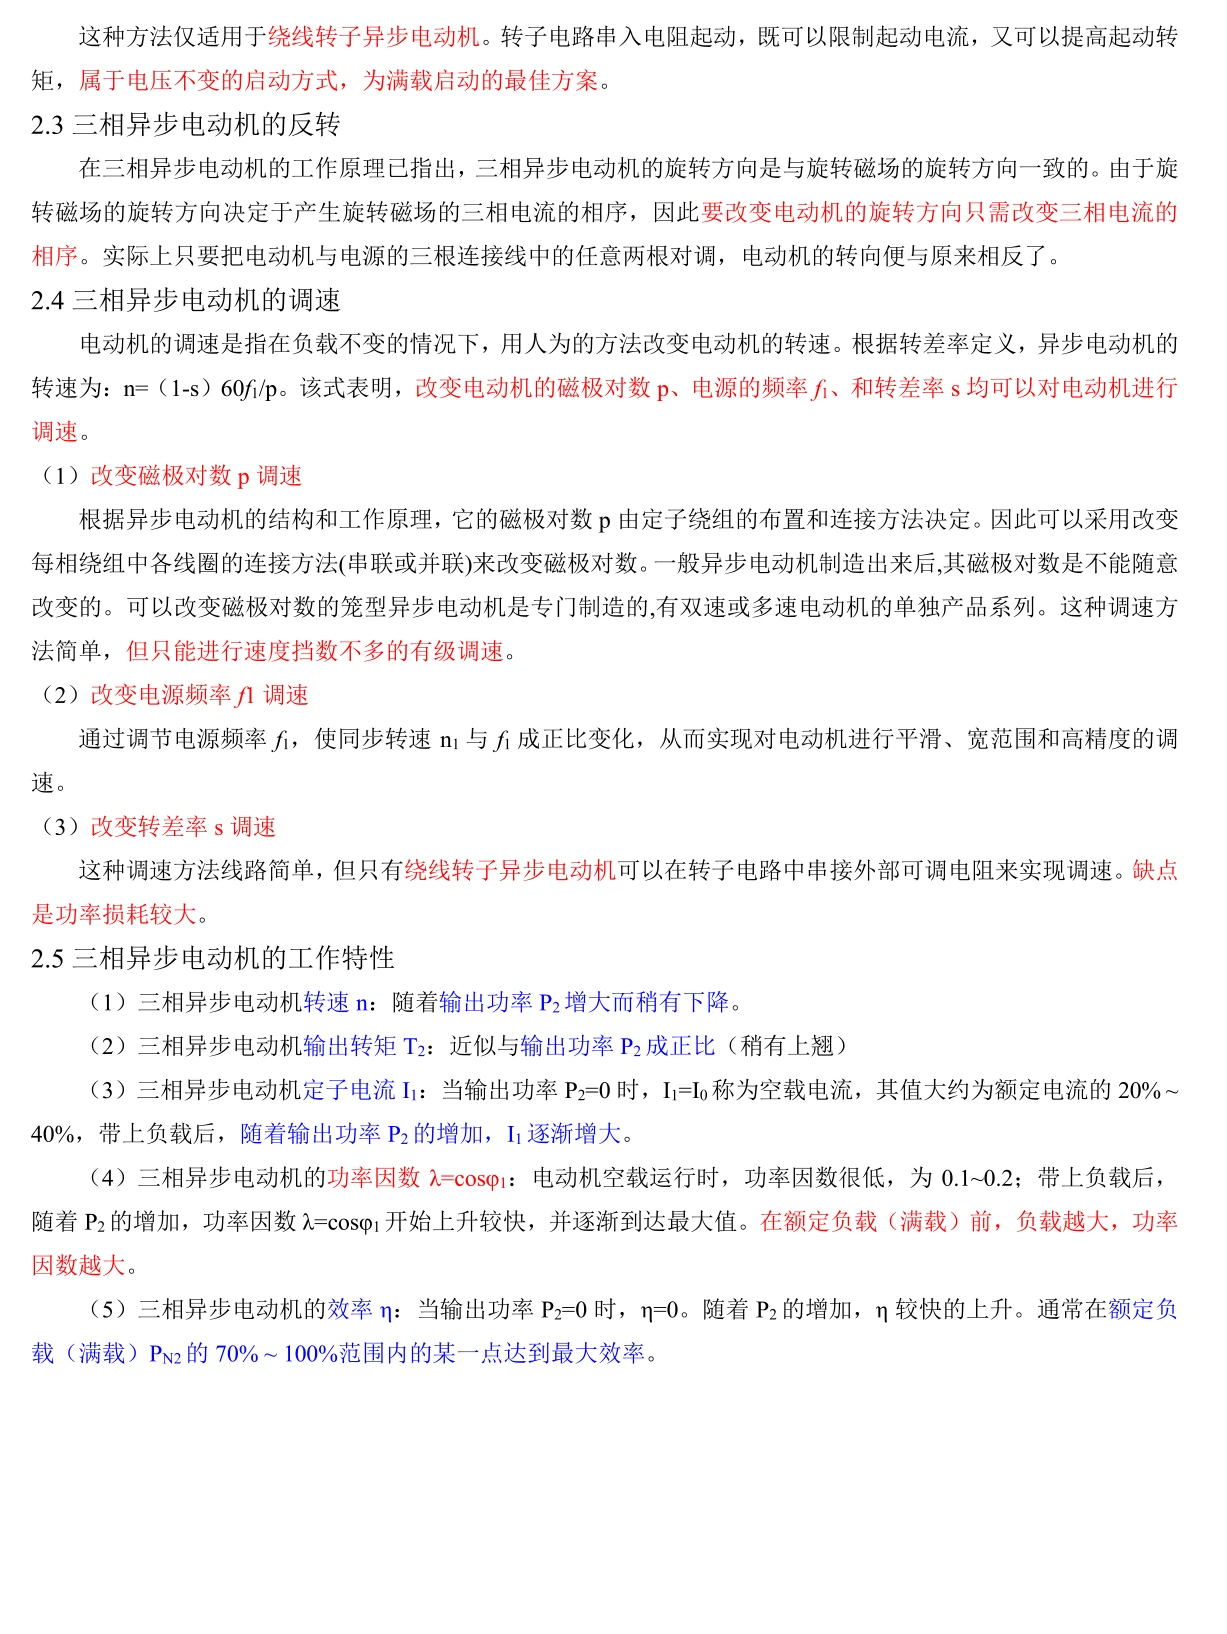 这种方法仅适用于绕线转子异步电动机。转子电路串入电阻起动，既可以限制起动电流，又可以提高起动转
矩，属于电压不变的启动方式，为满载启动的最佳方案。
2.3 三相异步电动机的反转
在三相异步电动机的工作原理已指出，三相异步电动机的旋转方向是与旋转磁场的旋转方向一致的。由于旋
转磁场的旋转方向决定于产生旋转磁场的三相电流的相序，因此要改变电动机的旋转方向只需改变三相电流的
相序。实际上只要把电动机与电源的三根连接线中的任意两根对调，电动机的转向便与原来相反了。
2.4 三相异步电动机的调速
电动机的调速是指在负载不变的情况下，用人为的方法改变电动机的转速。根据转差率定义，异步电动机的
转速为：n=（1-s）60f₁/p。该式表明，改变电动机的磁极对数 p、电源的频率 f₁、和转差率 s 均可以对电动机进行
调速。
（1）改变磁极对数 p 调速
根据异步电动机的结构和工作原理，它的磁极对数 p 由定子绕组的布置和连接方法决定。因此可以采用改变
每相绕组中各线圈的连接方法(串联或并联)来改变磁极对数。一般异步电动机制造出来后,其磁极对数是不能随意
改变的。可以改变磁极对数的笼型异步电动机是专门制造的,有双速或多速电动机的单独产品系列。这种调速方
法简单，但只能进行速度挡数不多的有级调速。
（2）改变电源频率 f1 调速
通过调节电源频率 f₁，使同步转速 n₁ 与 f₁ 成正比变化，从而实现对电动机进行平滑、宽范围和高精度的调
速。
（3）改变转差率 s 调速
这种调速方法线路简单，但只有绕线转子异步电动机可以在转子电路中串接外部可调电阻来实现调速。缺点
是功率损耗较大。
2.5 三相异步电动机的工作特性
（1）三相异步电动机转速 n：随着输出功率 P₂ 增大而稍有下降。
（2）三相异步电动机输出转矩 T₂：近似与输出功率 P₂ 成正比（稍有上翘）
（3）三相异步电动机定子电流 I₁：当输出功率 P₂=0 时，I₁=I₀ 称为空载电流，其值大约为额定电流的 20% ~
40%，带上负载后，随着输出功率 P₂ 的增加，I₁ 逐渐增大。
（4）三相异步电动机的功率因数 λ=cosφ₁：电动机空载运行时，功率因数很低，为 0.1~0.2；带上负载后，
随着 P₂ 的增加，功率因数 λ=cosφ₁ 开始上升较快，并逐渐到达最大值。在额定负载（满载）前，负载越大，功率
因数越大。
（5）三相异步电动机的效率 η：当输出功率 P₂=0 时，η=0。随着 P₂ 的增加，η 较快的上升。通常在额定负
载（满载）PN2 的 70% ~ 100%范围内的某一点达到最大效率。